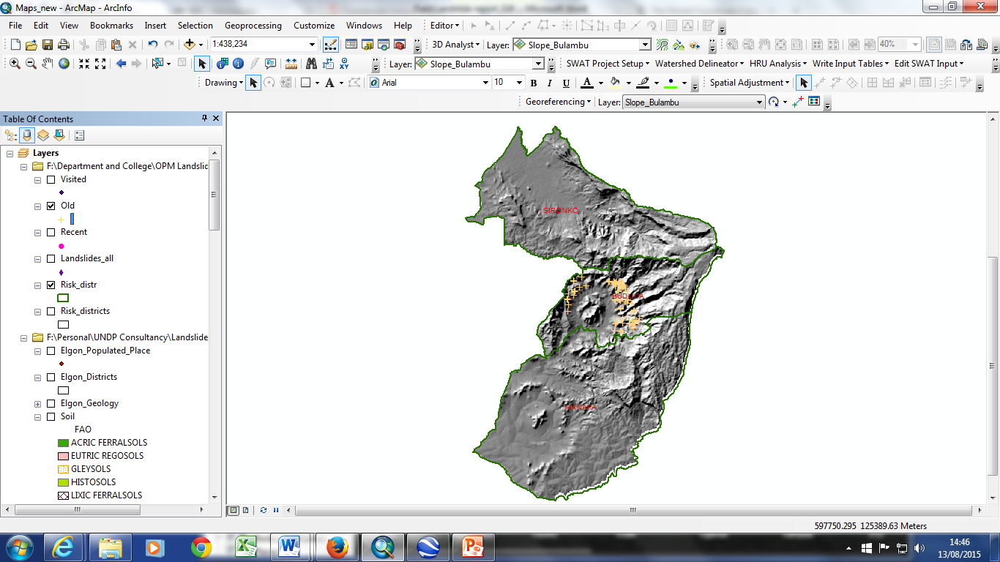 Maps_new - ArcMap - ArcInfo
File Edit View Bookmarks Insert Selection Geoprocessing Customize Windows Help Editor
1:438,234 3D Analyst Layer: Slope_Bulambu 40%
Layer: Slope_Bulambu SWAT Project Setup Watershed Delineator HRU Analysis Write Input Tables Edit SWAT Input
Drawing A Arial 10 B I U A Spatial Adjustment
Georeferencing Layer: Slope_Bulambu
Table Of Contents
Layers
F:\Department and College\OPM Landslid
Visited
Old
Recent
Landslides_all
Risk_distr
Risk_districts
F:\Personal\UNDP Consultancy\Landslide
Elgon_Populated_Place
Elgon_Districts
Elgon_Geology
Soil
FAO
ACRIC FERRALSOLS
EUTRIC REGOSOLS
GLEYSOLS
HISTOSOLS
LIXIC FERRALSOLS
SIRONKO
597750.295 125389.63 Meters
14:46
13/08/2015